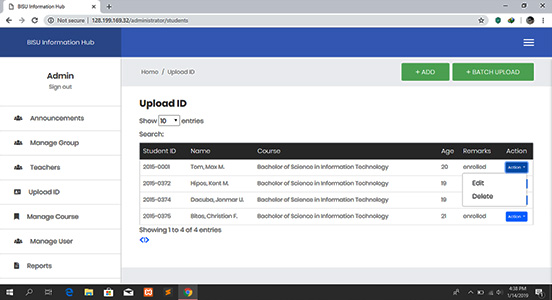 Not secure | 128.199.169.32/administrator/students
BISU Information Hub
Admin
Sign out
Announcements
Manage Group
Teachers
Upload ID
Manage Course
Manage User
Reports
Home / Upload ID
+ ADD
+ BATCH UPLOAD
Upload ID
Show 10 entries
Search:
Student ID Name Course Age Remarks Action
2015-0001 Tom, Max M. Bachelor of Science in Information Technology 20 enrolled Action
2015-0372 Hipos, Kent M. Bachelor of Science in Information Technology 19
2015-0374 Dacuba, Jonmar U. Bachelor of Science in Information Technology 19
2015-0375 Bitos, Christian F. Bachelor of Science in Information Technology 21 enrolled Action
Edit
Delete
Showing 1 to 4 of 4 entries
4:38 PM
1/14/2019